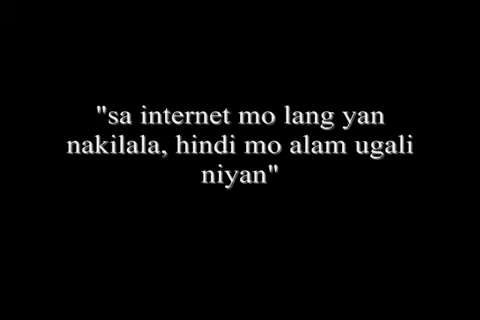 "sa internet mo lang yan
nakilala, hindi mo alam ugali
niyan"